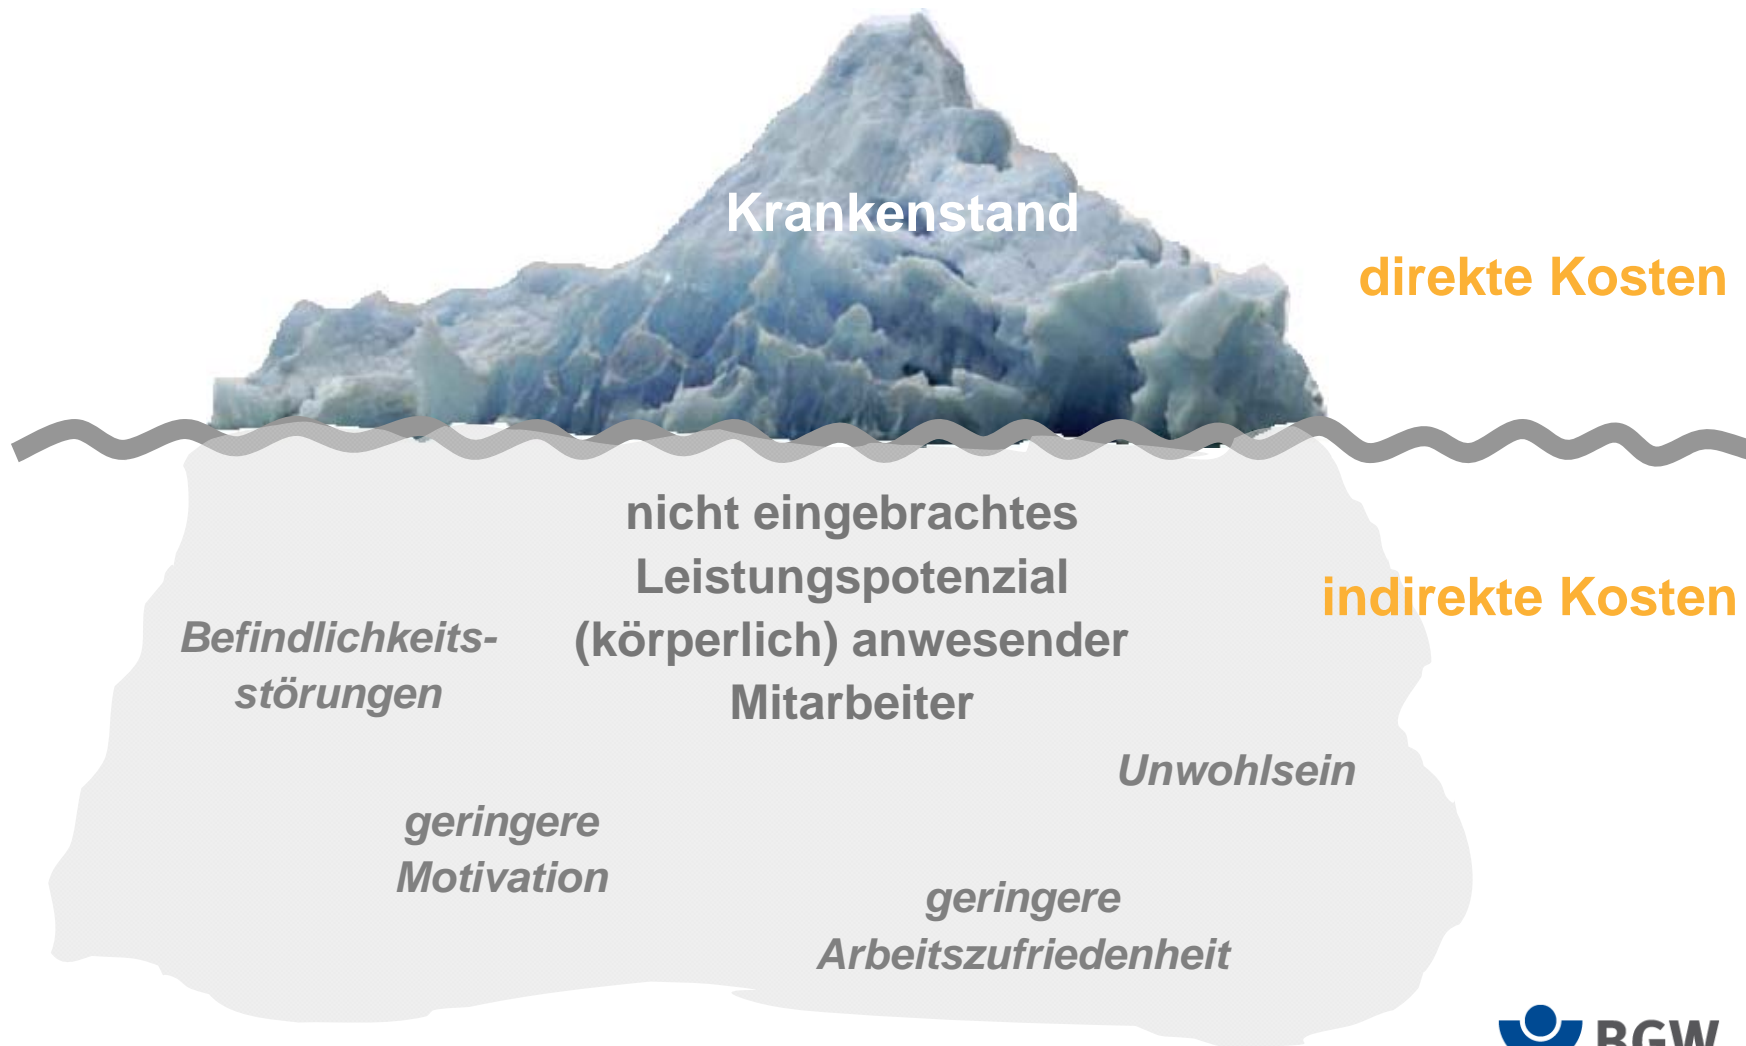 Krankenstand
direkte Kosten
nicht eingebrachtes
Leistungspotenzial
(körperlich) anwesender
Mitarbeiter
indirekte Kosten
Befindlichkeits-
störungen
Unwohlsein
geringere
Motivation
geringere
Arbeitszufriedenheit
BGW